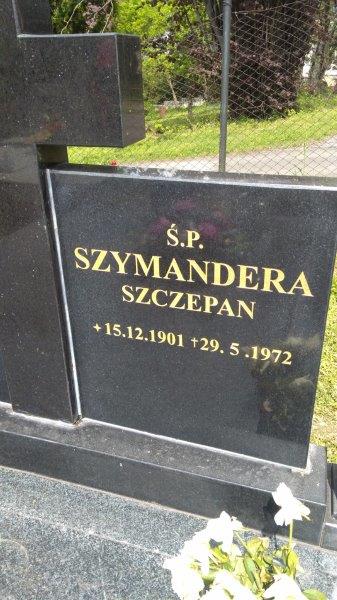 Ś.P.
SZYMANDERA
SZCZEPAN
+15.12.1901 †29.5.1972